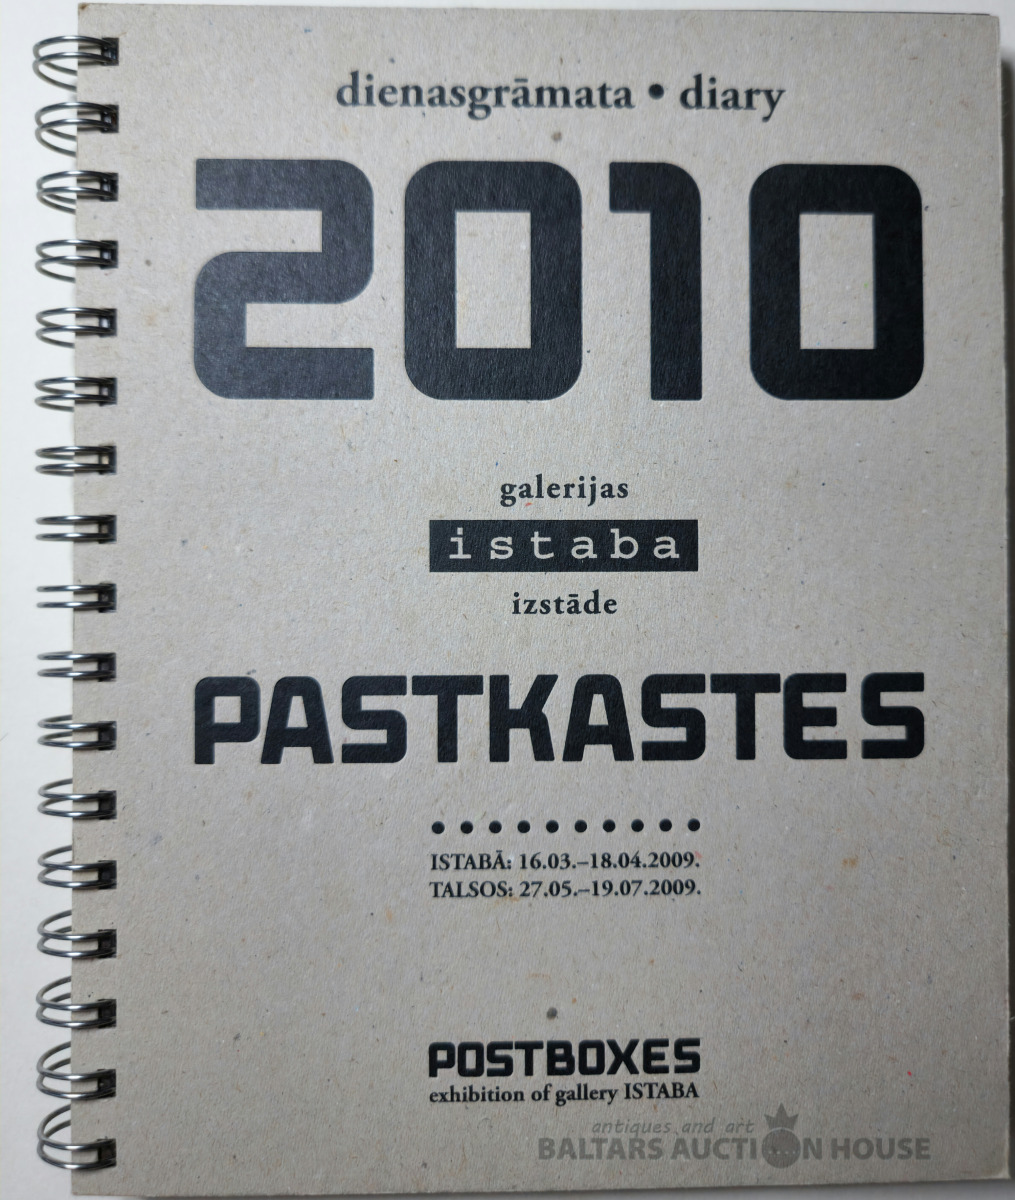 dienasgrāmata • diary
2010
galerijas
istaba
izstāde
PASTKASTES
ISTABĀ: 16.03.–18.04.2009.
TALSOS: 27.05.–19.07.2009.
POSTBOXES
exhibition of gallery ISTABA
antiques and art
BALTARS AUCTION HOUSE